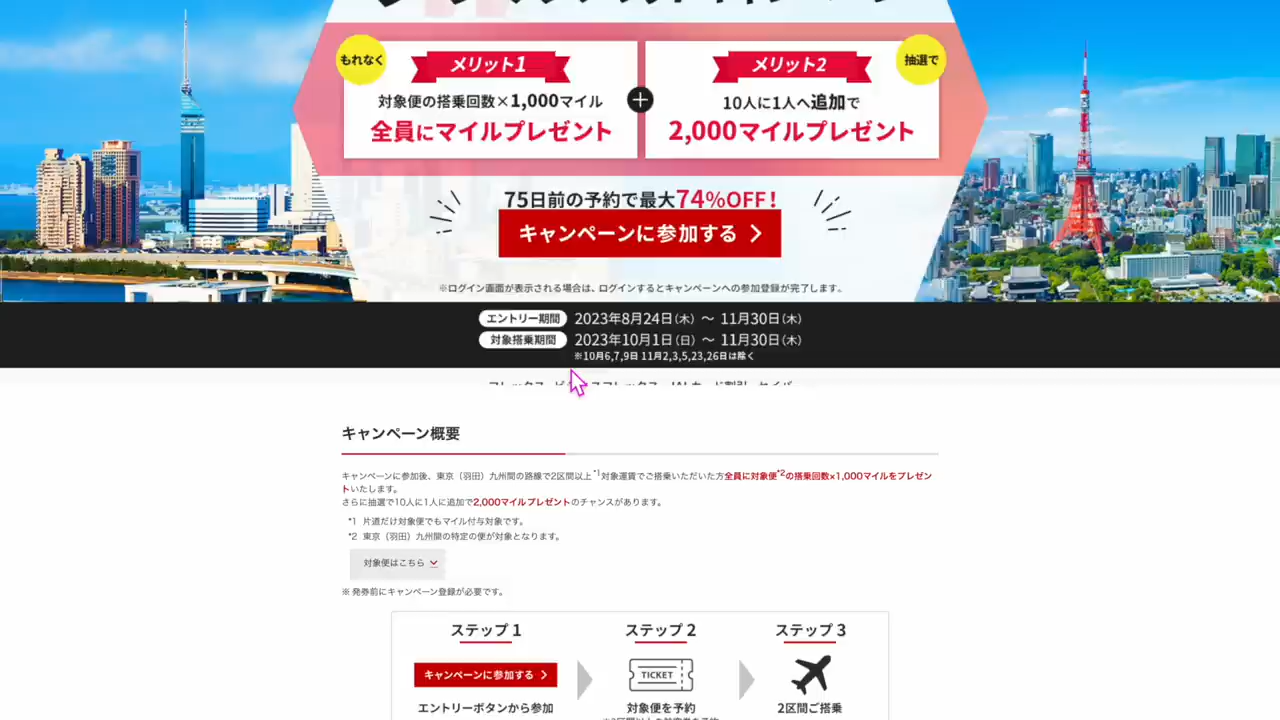 もれなく
メリット1
対象便の搭乗回数×1,000マイル
全員にマイルプレゼント
抽選で
メリット2
10人に1人へ追加で
2,000マイルプレゼント
75日前の予約で最大74%OFF!
キャンペーンに参加する
※ログイン画面が表示される場合は、ログインするとキャンペーンへの参加登録が完了します。
エントリー期間 2023年8月24日(木) ～ 11月30日(木)
対象搭乗期間 2023年10月1日(日) ～ 11月30日(木)
※10月6,7,9日 11月2,3,5,23,26日は除く
キャンペーン概要
キャンペーンに参加後、東京（羽田）九州間の路線で2区間以上*1対象運賃でご搭乗いただいた方全員に対象便*2の搭乗回数×1,000マイルをプレゼン
トいたします。
さらに抽選で10人に1人に追加で2,000マイルプレゼントのチャンスがあります。
*1 片道だけ対象便でもマイル付与対象です。
*2 東京（羽田）九州間の特定の便が対象となります。
対象便はこちら
※ 発券前にキャンペーン登録が必要です。
ステップ1
ステップ2
ステップ3
キャンペーンに参加する
TICKET
エントリーボタンから参加
対象便を予約
2区間ご搭乗